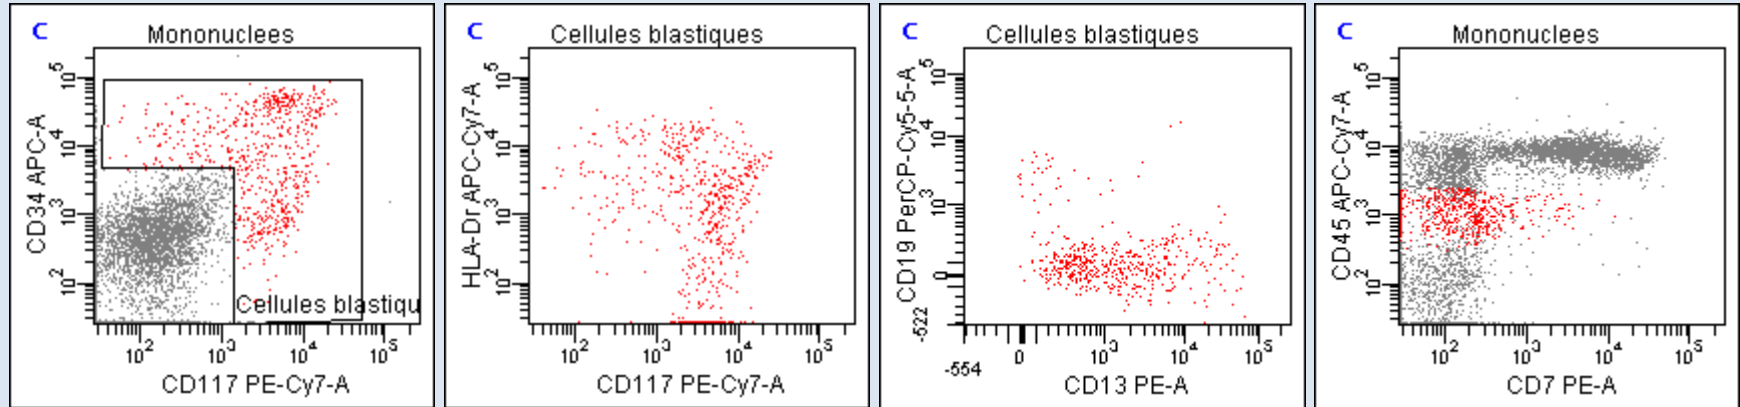 C
Mononuclees
CD34 APC-A
10^5
10^4
10^3
10^2
Cellules blastiqu
10^2 10^3 10^4 10^5
CD117 PE-Cy7-A
C
Cellules blastiques
HLA-Dr APC-Cy7-A
10^5
10^4
10^3
10^2
10^2 10^3 10^4 10^5
CD117 PE-Cy7-A
C
Cellules blastiques
CD19 PerCP-Cy5-5-A
10^5
10^4
10^3
0
-522
-554 0 10^3 10^4 10^5
CD13 PE-A
C
Mononuclees
CD45 APC-Cy7-A
10^5
10^4
10^3
10^2
10^2 10^3 10^4 10^5
CD7 PE-A